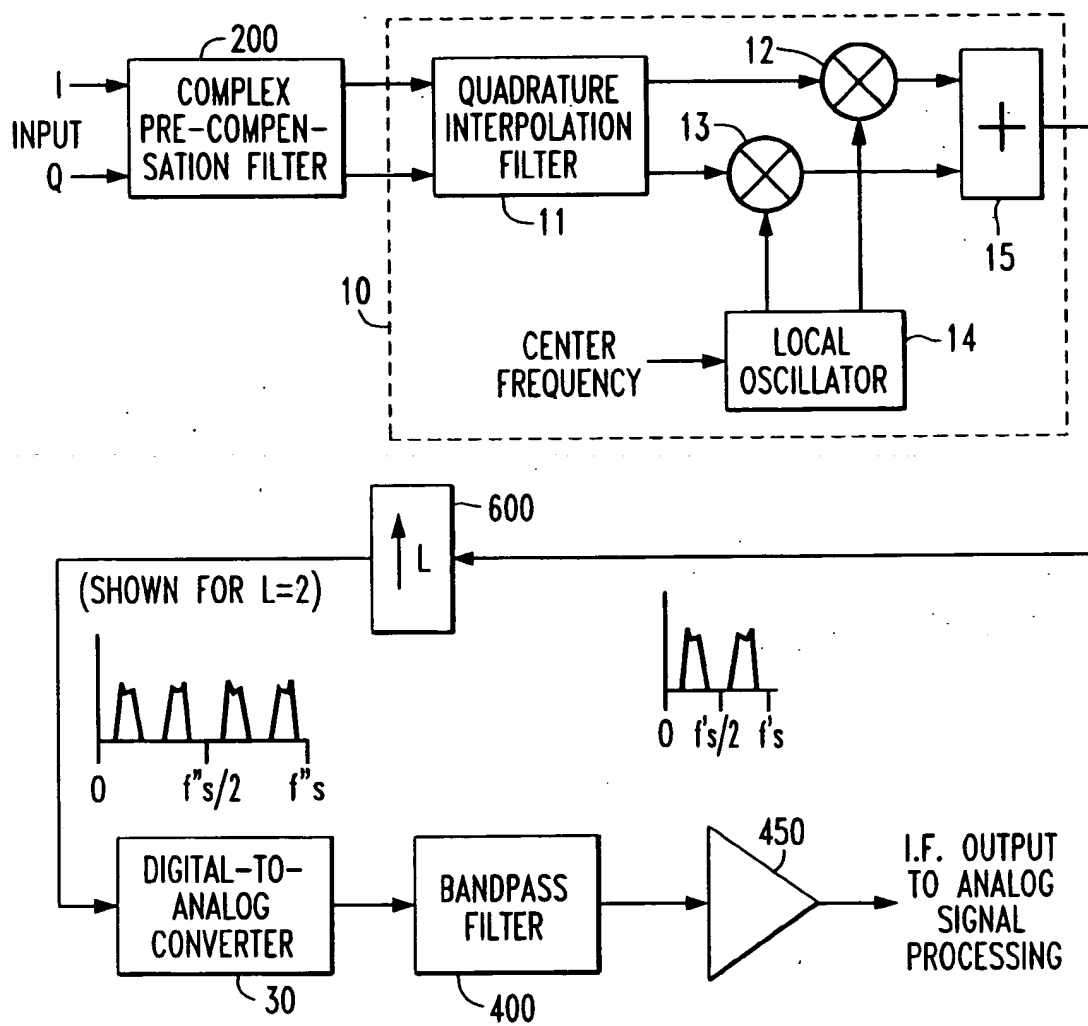 200
I
INPUT
Q
COMPLEX
PRE-COMPEN-
SATION FILTER
QUADRATURE
INTERPOLATION
FILTER
11
12
13
+
15
10
CENTER
FREQUENCY
LOCAL
OSCILLATOR
14
600
↑ L
(SHOWN FOR L=2)
0 f"s/2 f"s
0 f's/2 f's
DIGITAL-TO-
ANALOG
CONVERTER
30
BANDPASS
FILTER
400
450
I.F. OUTPUT
TO ANALOG
SIGNAL
PROCESSING